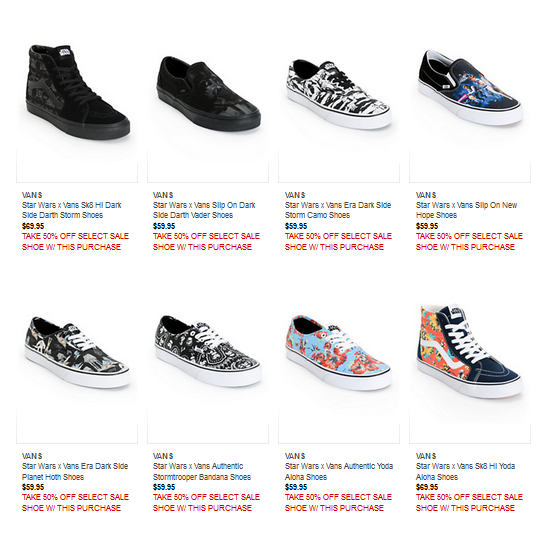 VANS
Star Wars x Vans Sk8 Hi Dark
Side Darth Storm Shoes
$69.95
TAKE 50% OFF SELECT SALE
SHOE W/ THIS PURCHASE
VANS
Star Wars x Vans Slip On Dark
Side Darth Vader Shoes
$59.95
TAKE 50% OFF SELECT SALE
SHOE W/ THIS PURCHASE
VANS
Star Wars x Vans Era Dark Side
Storm Camo Shoes
$59.95
TAKE 50% OFF SELECT SALE
SHOE W/ THIS PURCHASE
VANS
Star Wars x Vans Slip On New
Hope Shoes
$59.95
TAKE 50% OFF SELECT SALE
SHOE W/ THIS PURCHASE
VANS
Star Wars x Vans Era Dark Side
Planet Hoth Shoes
$59.95
TAKE 50% OFF SELECT SALE
SHOE W/ THIS PURCHASE
VANS
Star Wars x Vans Authentic
Stormtrooper Bandana Shoes
$59.95
TAKE 50% OFF SELECT SALE
SHOE W/ THIS PURCHASE
VANS
Star Wars x Vans Authentic Yoda
Aloha Shoes
$59.95
TAKE 50% OFF SELECT SALE
SHOE W/ THIS PURCHASE
VANS
Star Wars x Vans Sk8 Hi Yoda
Aloha Shoes
$69.95
TAKE 50% OFF SELECT SALE
SHOE W/ THIS PURCHASE